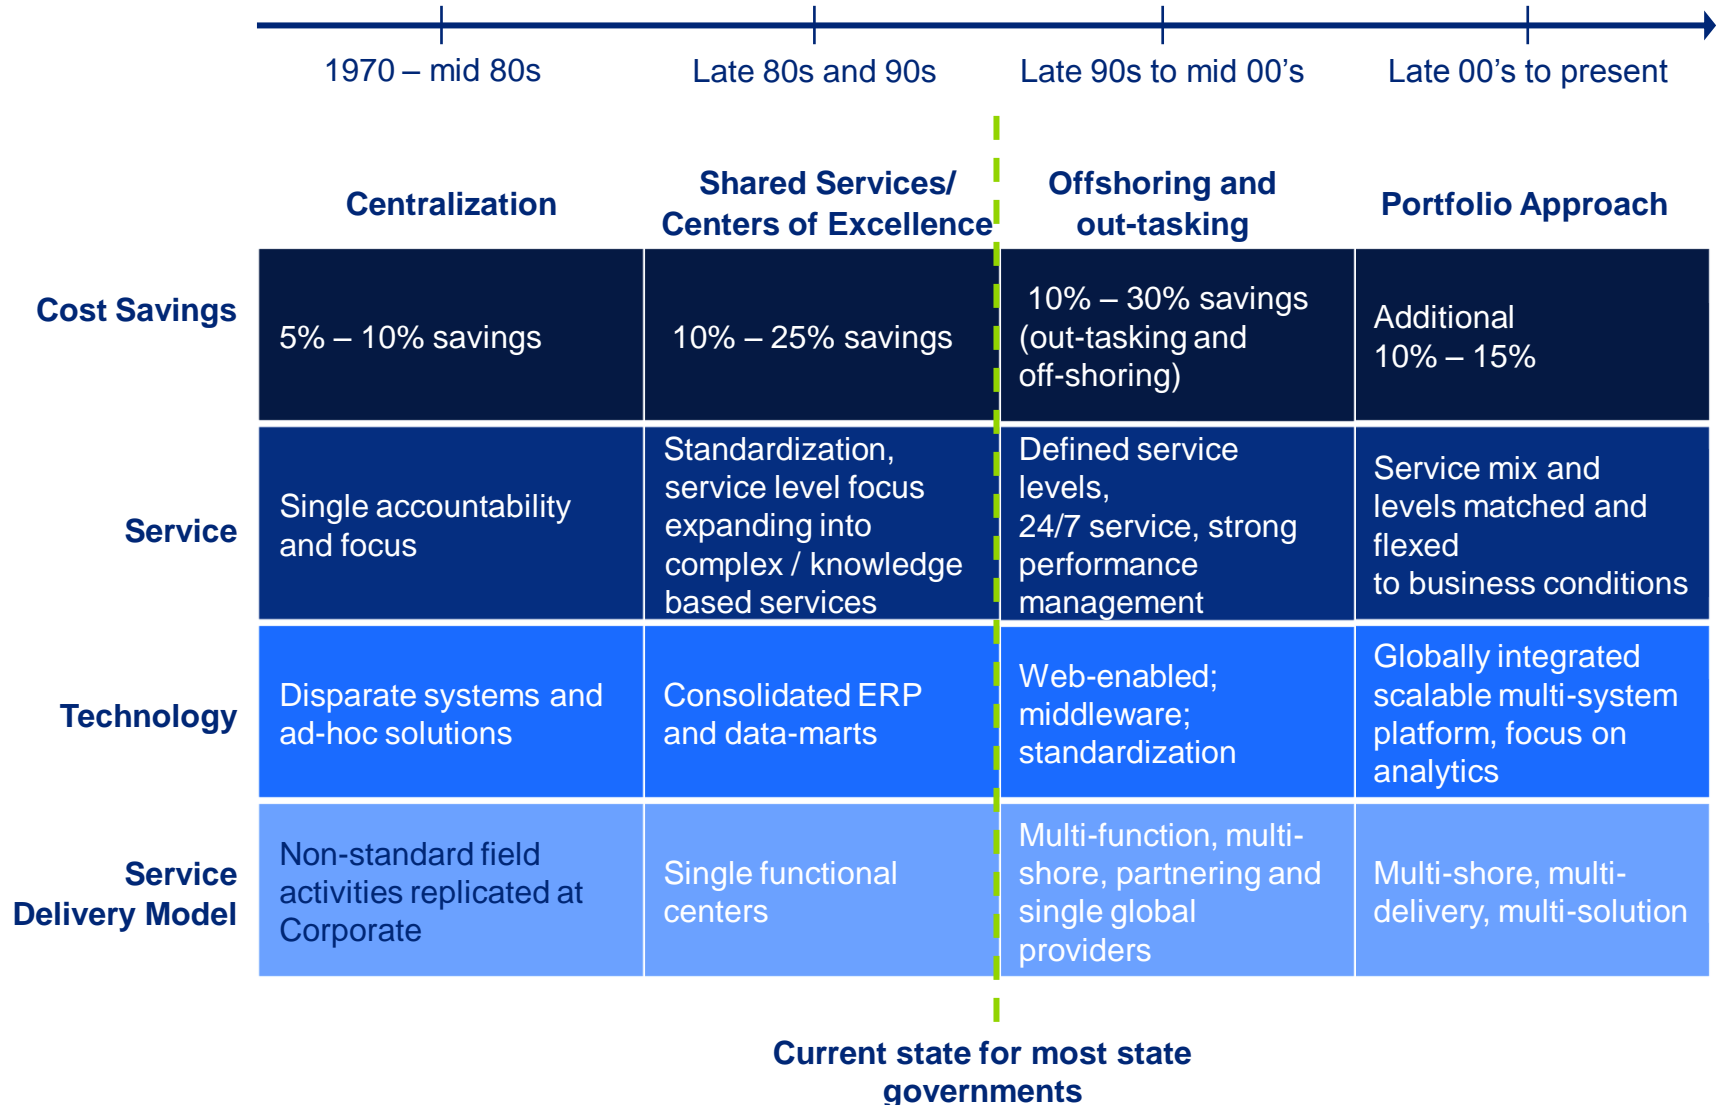 1970 – mid 80s
Late 80s and 90s
Late 90s to mid 00's
Late 00's to present
Centralization
Shared Services/
Centers of Excellence
Offshoring and
out-tasking
Portfolio Approach
Cost Savings
5% – 10% savings
10% – 25% savings
10% – 30% savings
(out-tasking and
off-shoring)
Additional
10% – 15%
Service
Single accountability
and focus
Standardization,
service level focus
expanding into
complex / knowledge
based services
Defined service
levels,
24/7 service, strong
performance
management
Service mix and
levels matched and
flexed
to business conditions
Technology
Disparate systems and
ad-hoc solutions
Consolidated ERP
and data-marts
Web-enabled;
middleware;
standardization
Globally integrated
scalable multi-system
platform, focus on
analytics
Service
Delivery Model
Non-standard field
activities replicated at
Corporate
Single functional
centers
Multi-function, multi-
shore, partnering and
single global
providers
Multi-shore, multi-
delivery, multi-solution
Current state for most state
governments